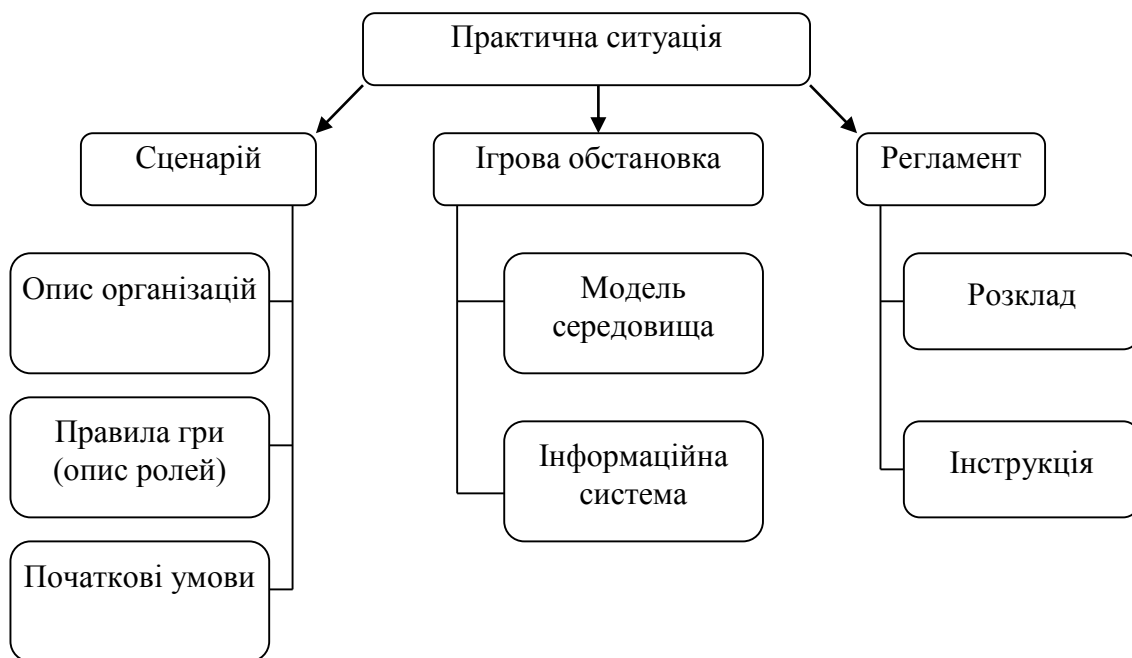 Практична ситуація
Сценарій
Ігрова обстановка
Регламент
Опис організацій
Модель
середовища
Розклад
Правила гри
(опис ролей)
Інформаційна
система
Інструкція
Початкові умови